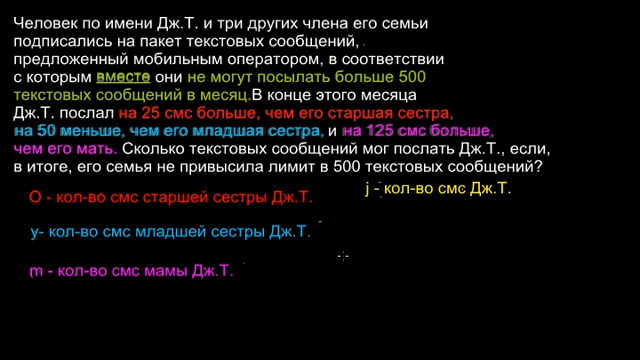 Человек по имени Дж.Т. и три других члена его семьи
подписались на пакет текстовых сообщений,
предложенный мобильным оператором, в соответствии
с которым вместе они не могут посылать больше 500
текстовых сообщений в месяц.В конце этого месяца
Дж.Т. послал на 25 смс больше, чем его старшая сестра,
на 50 меньше, чем его младшая сестра, и на 125 смс больше,
чем его мать. Сколько текстовых сообщений мог послать Дж.Т., если,
в итоге, его семья не привысила лимит в 500 текстовых сообщений?
j - кол-во смс Дж.Т.
O - кол-во смс старшей сестры Дж.Т.
y- кол-во смс младшей сестры Дж.Т.
m - кол-во смс мамы Дж.Т.